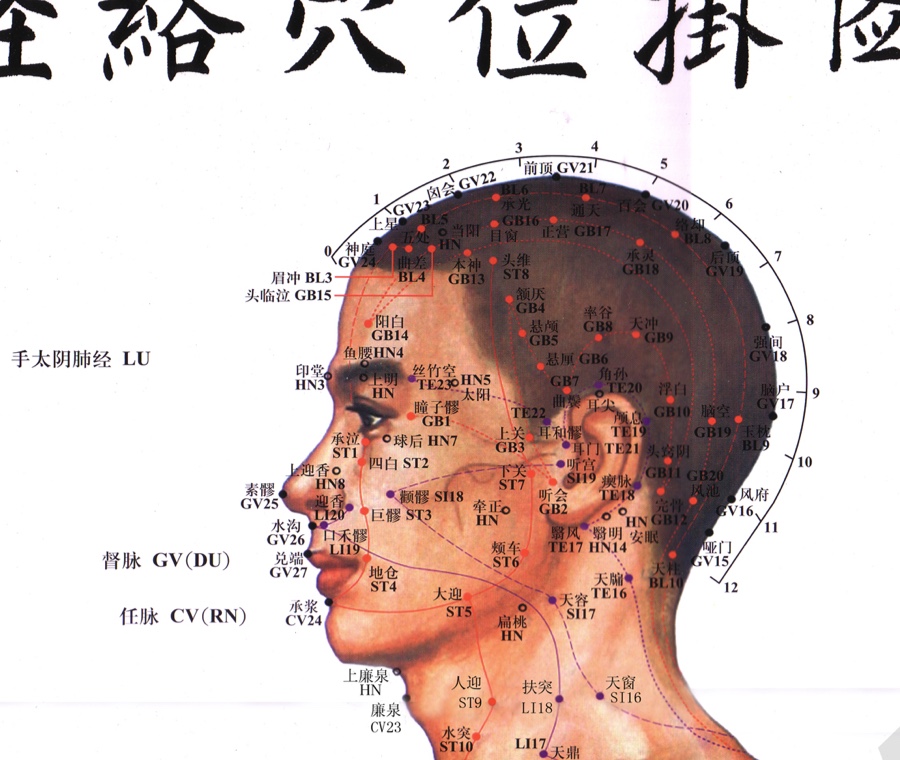 经络穴位掛图
0
1
2
3
4
5
6
7
8
9
10
11
12
前顶 GV21
囟会 GV22
GV23
上星
神庭
GV24
BL5
五处
当阳
HN
曲差
BL4
本神
GB13
BL6
承光
GB16
目窗
头维
ST8
BL7
通天
正营 GB17
百会 GV20
络却
BL8
承灵
GB18
后顶
GV19
眉冲 BL3
头临泣 GB15
阳白
GB14
颔厌
GB4
悬颅
GB5
率谷
GB8
天冲
GB9
强间
GV18
手太阴肺经 LU
鱼腰HN4
印堂
HN3
上明
HN
丝竹空
TE23
HN5
太阳
悬厘 GB6
GB7
曲鬓
角孙
TE20
耳尖
浮白
GB10
脑户
GV17
脑空
GB19
玉枕
BL9
瞳子髎
GB1
TE22
耳和髎
颅息
TE19
承泣
ST1
球后 HN7
上关
GB3
耳门 TE21
头窍阴
GB11
四白 ST2
上迎香
HN8
下关
ST7
听宫
SI19
瘈脉
TE18
GB20
风池
风府
GV16
素髎
GV25
迎香
LI20
颧髎 SI18
巨髎 ST3
牵正
HN
听会
GB2
完骨
GB12
水沟
GV26
口禾髎
LI19
翳风
TE17
翳明
HN14
HN
安眠
哑门
GV15
督脉 GV(DU)
兑端
GV27
地仓
ST4
颊车
ST6
天柱
BL10
天牖
TE16
任脉 CV(RN)
承浆
CV24
大迎
ST5
扁桃
HN
天容
SI17
上廉泉
HN
廉泉
CV23
人迎
ST9
扶突
LI18
天窗
SI16
水突
ST10
LI17
天鼎